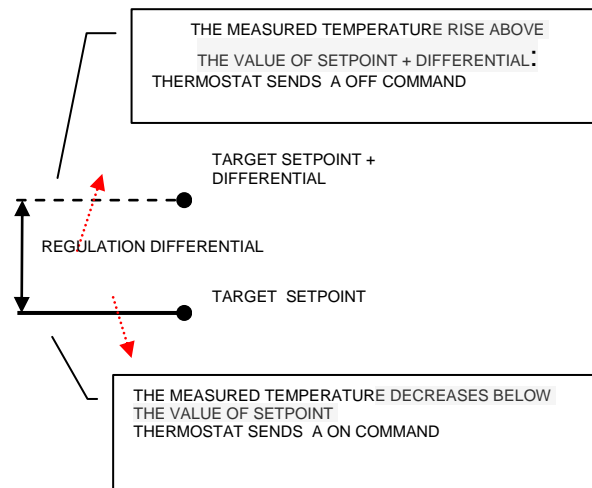 THE MEASURED TEMPERATURE RISE ABOVE
THE VALUE OF SETPOINT + DIFFERENTIAL:
THERMOSTAT SENDS A OFF COMMAND
TARGET SETPOINT +
DIFFERENTIAL
REGULATION DIFFERENTIAL
TARGET SETPOINT
THE MEASURED TEMPERATURE DECREASES BELOW
THE VALUE OF SETPOINT
THERMOSTAT SENDS A ON COMMAND